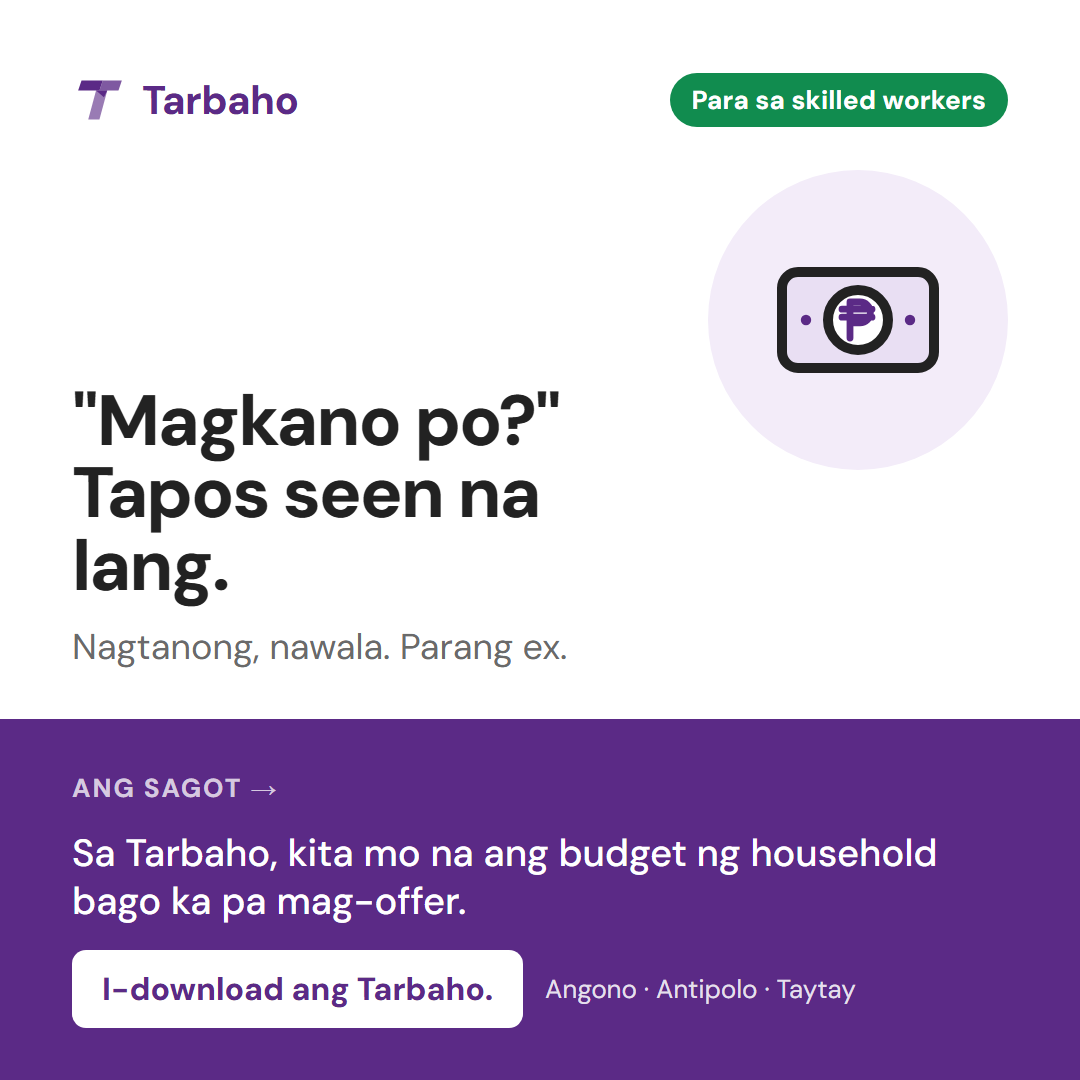 Tarbaho
Para sa skilled workers
₱
"Magkano po?"
Tapos seen na
lang.
Nagtanong, nawala. Parang ex.
ANG SAGOT →
Sa Tarbaho, kita mo na ang budget ng household
bago ka pa mag-offer.
I-download ang Tarbaho.
Angono · Antipolo · Taytay